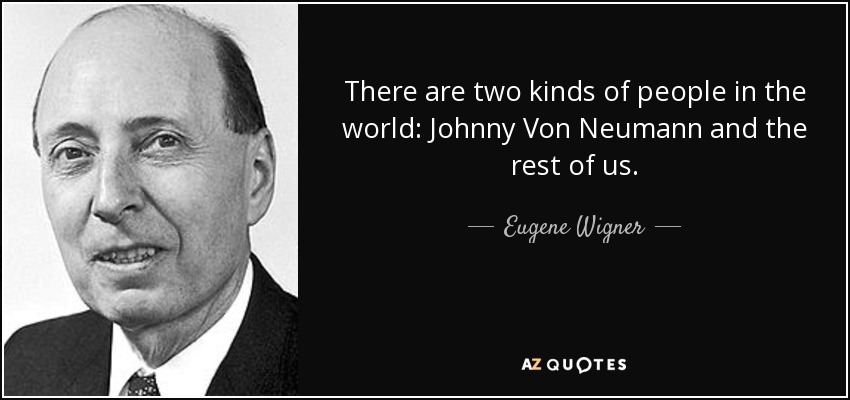 There are two kinds of people in the
world: Johnny Von Neumann and the
rest of us.
Eugene Wigner
AZ QUOTES